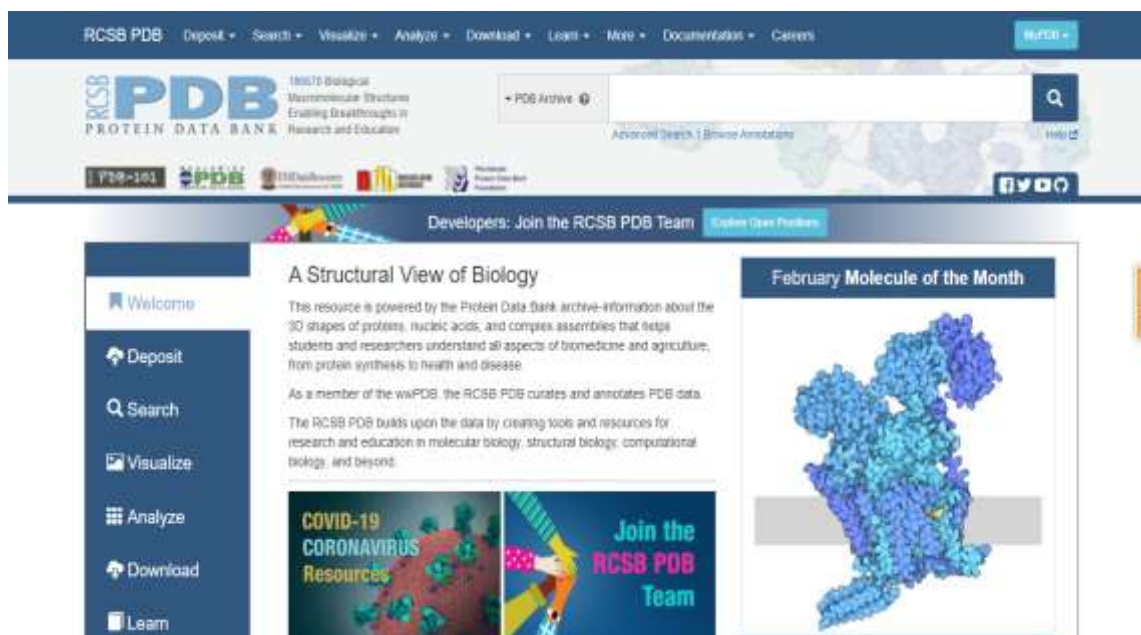 RCSB PDB Deposit Search Visualize Analyze Download Learn More Documentation Careers MyPDB
RCSB
PDB
PROTEIN DATA BANK
Biological
Macromolecular Structures
Enabling Breakthroughs in
Research and Education
PDB Archive
Advanced Search | Browse Annotations
Help
PDB-101
PDB
Developers: Join the RCSB PDB Team Explore Open Positions
Welcome
Deposit
Search
Visualize
Analyze
Download
Learn
A Structural View of Biology
This resource is powered by the Protein Data Bank archive-information about the
3D shapes of proteins, nucleic acids, and complex assemblies that helps
students and researchers understand all aspects of biomedicine and agriculture,
from protein synthesis to health and disease.
As a member of the wwPDB, the RCSB PDB curates and annotates PDB data.
The RCSB PDB builds upon the data by creating tools and resources for
research and education in molecular biology, structural biology, computational
biology, and beyond.
COVID-19
CORONAVIRUS
Resources
Join the
RCSB PDB
Team
February Molecule of the Month